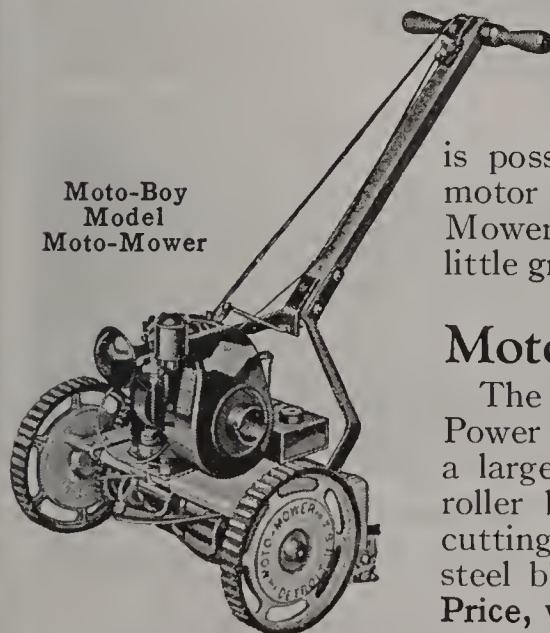 Moto-Boy
Model
Moto-Mower
is poss
motor
Mower
little gr
Moto
The
Power
a large
roller b
cutting
steel b
Price,
MOTO-MOWER
DETROIT